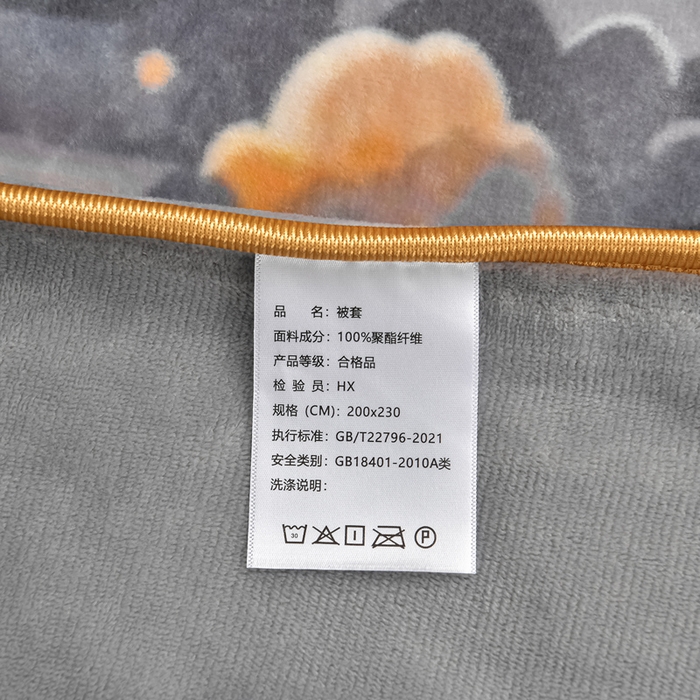 品 名：被套
面料成分：100%聚酯纤维
产品等级：合格品
检 验 员：HX
规格 (CM)：200x230
执行标准：GB/T22796-2021
安全类别：GB18401-2010A类
洗涤说明：
30 P